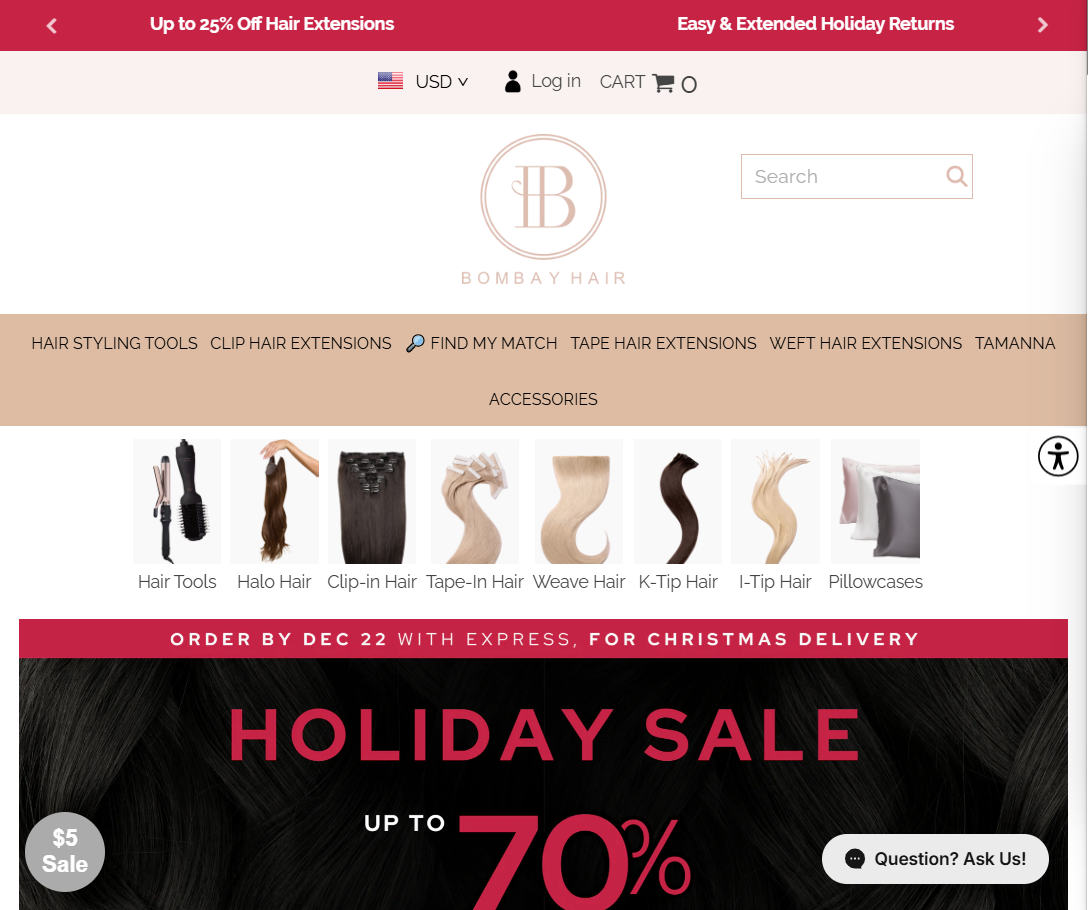 Up to 25% Off Hair Extensions
Easy & Extended Holiday Returns
USD
Log in
CART
0
Search
B
BOMBAY HAIR
HAIR STYLING TOOLS
CLIP HAIR EXTENSIONS
FIND MY MATCH
TAPE HAIR EXTENSIONS
WEFT HAIR EXTENSIONS
TAMANNA
ACCESSORIES
Hair Tools
Halo Hair
Clip-in Hair
Tape-In Hair
Weave Hair
K-Tip Hair
I-Tip Hair
Pillowcases
ORDER BY DEC 22 WITH EXPRESS, FOR CHRISTMAS DELIVERY
HOLIDAY SALE
UP TO 70%
$5
Sale
Question? Ask Us!